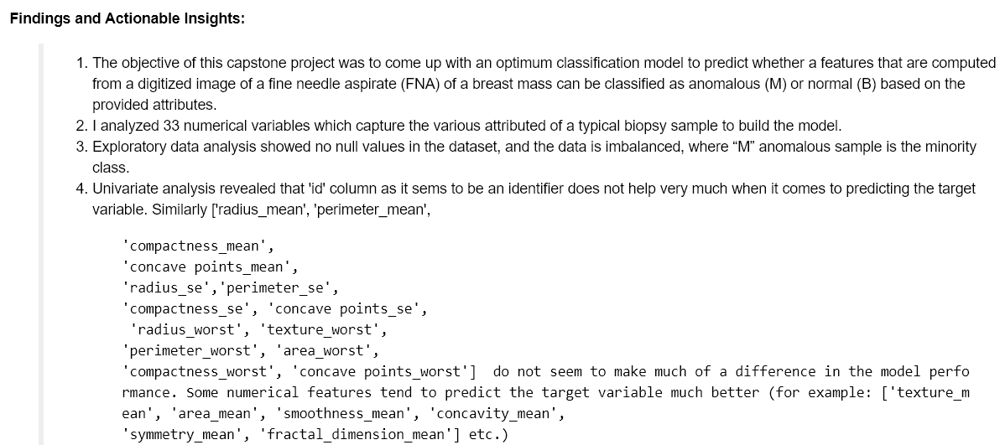 Findings and Actionable Insights:
1. The objective of this capstone project was to come up with an optimum classification model to predict whether a features that are computed
from a digitized image of a fine needle aspirate (FNA) of a breast mass can be classified as anomalous (M) or normal (B) based on the
provided attributes.
2. I analyzed 33 numerical variables which capture the various attributed of a typical biopsy sample to build the model.
3. Exploratory data analysis showed no null values in the dataset, and the data is imbalanced, where “M” anomalous sample is the minority
class.
4. Univariate analysis revealed that 'id' column as it sems to be an identifier does not help very much when it comes to predicting the target
variable. Similarly ['radius_mean', 'perimeter_mean',
'compactness_mean',
'concave points_mean',
'radius_se','perimeter_se',
'compactness_se', 'concave points_se',
'radius_worst', 'texture_worst',
'perimeter_worst', 'area_worst',
'compactness_worst', 'concave points_worst'] do not seem to make much of a difference in the model perfo
rmance. Some numerical features tend to predict the target variable much better (for example: ['texture_m
ean', 'area_mean', 'smoothness_mean', 'concavity_mean',
'symmetry_mean', 'fractal_dimension_mean'] etc.)